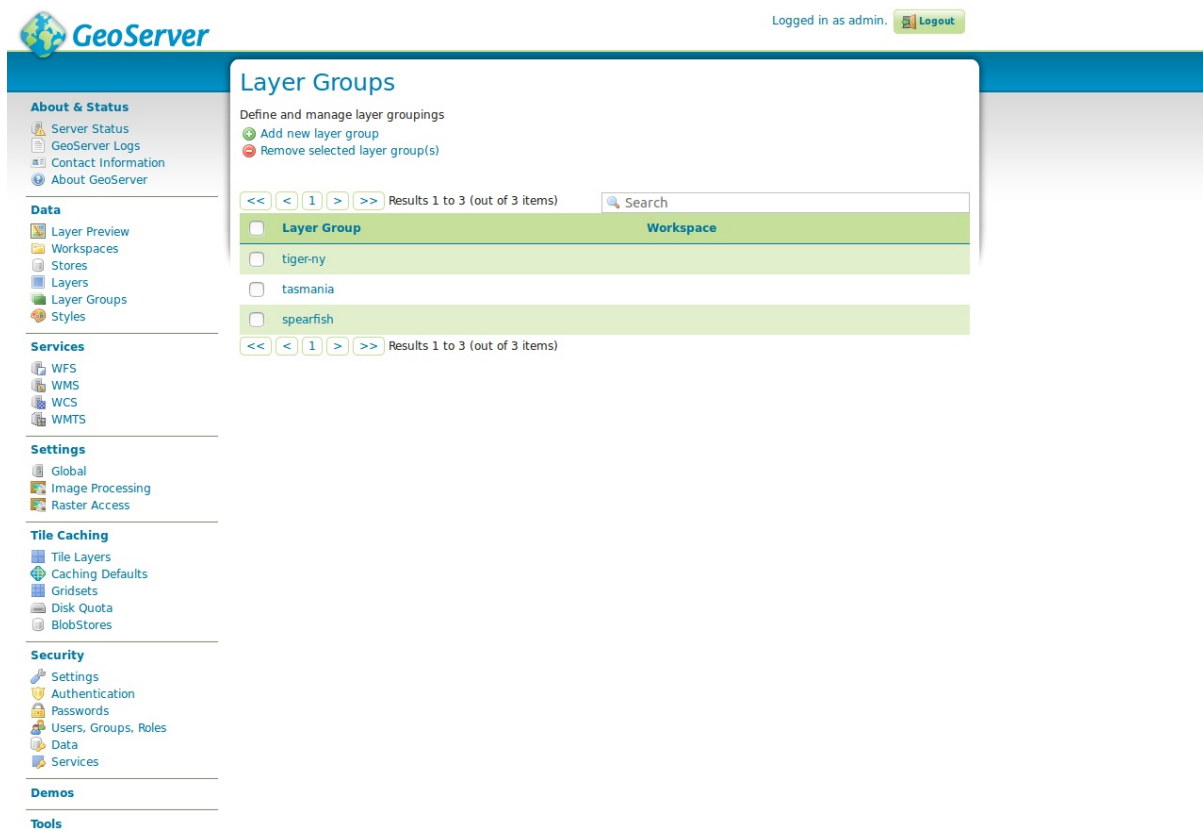 GeoServer
Logged in as admin. Logout
About & Status
Server Status
GeoServer Logs
Contact Information
About GeoServer
Data
Layer Preview
Workspaces
Stores
Layers
Layer Groups
Styles
Services
WFS
WMS
WCS
WMTS
Settings
Global
Image Processing
Raster Access
Tile Caching
Tile Layers
Caching Defaults
Gridsets
Disk Quota
BlobStores
Security
Settings
Authentication
Passwords
Users, Groups, Roles
Data
Services
Demos
Tools
Layer Groups
Define and manage layer groupings
Add new layer group
Remove selected layer group(s)
<< < 1 > >> Results 1 to 3 (out of 3 items) Search
Layer Group Workspace
tiger-ny
tasmania
spearfish
<< < 1 > >> Results 1 to 3 (out of 3 items)